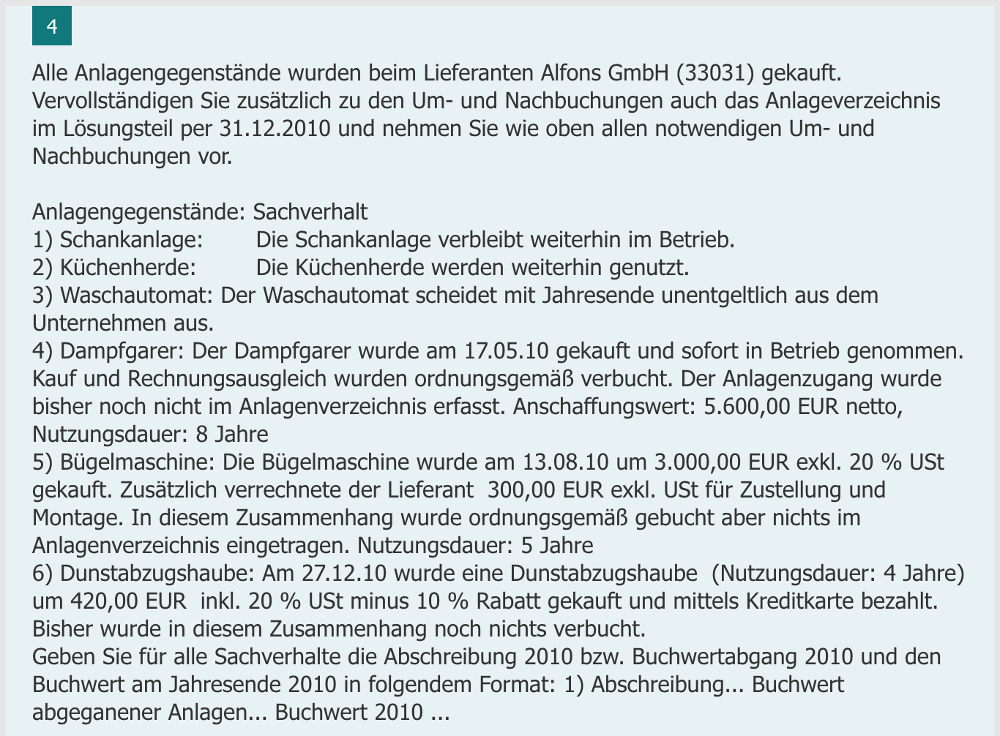 4
Alle Anlagengegenstände wurden beim Lieferanten Alfons GmbH (33031) gekauft.
Vervollständigen Sie zusätzlich zu den Um- und Nachbuchungen auch das Anlageverzeichnis
im Lösungsteil per 31.12.2010 und nehmen Sie wie oben allen notwendigen Um- und
Nachbuchungen vor.
Anlagengegenstände: Sachverhalt
1) Schankanlage: Die Schankanlage verbleibt weiterhin im Betrieb.
2) Küchenherde: Die Küchenherde werden weiterhin genutzt.
3) Waschautomat: Der Waschautomat scheidet mit Jahresende unentgeltlich aus dem
Unternehmen aus.
4) Dampfgarer: Der Dampfgarer wurde am 17.05.10 gekauft und sofort in Betrieb genommen.
Kauf und Rechnungsausgleich wurden ordnungsgemäß verbucht. Der Anlagenzugang wurde
bisher noch nicht im Anlagenverzeichnis erfasst. Anschaffungswert: 5.600,00 EUR netto,
Nutzungsdauer: 8 Jahre
5) Bügelmaschine: Die Bügelmaschine wurde am 13.08.10 um 3.000,00 EUR exkl. 20 % USt
gekauft. Zusätzlich verrechnete der Lieferant 300,00 EUR exkl. USt für Zustellung und
Montage. In diesem Zusammenhang wurde ordnungsgemäß gebucht aber nichts im
Anlagenverzeichnis eingetragen. Nutzungsdauer: 5 Jahre
6) Dunstabzugshaube: Am 27.12.10 wurde eine Dunstabzugshaube (Nutzungsdauer: 4 Jahre)
um 420,00 EUR inkl. 20 % USt minus 10 % Rabatt gekauft und mittels Kreditkarte bezahlt.
Bisher wurde in diesem Zusammenhang noch nichts verbucht.
Geben Sie für alle Sachverhalte die Abschreibung 2010 bzw. Buchwertabgang 2010 und den
Buchwert am Jahresende 2010 in folgendem Format: 1) Abschreibung... Buchwert
abgeganener Anlagen... Buchwert 2010 ...